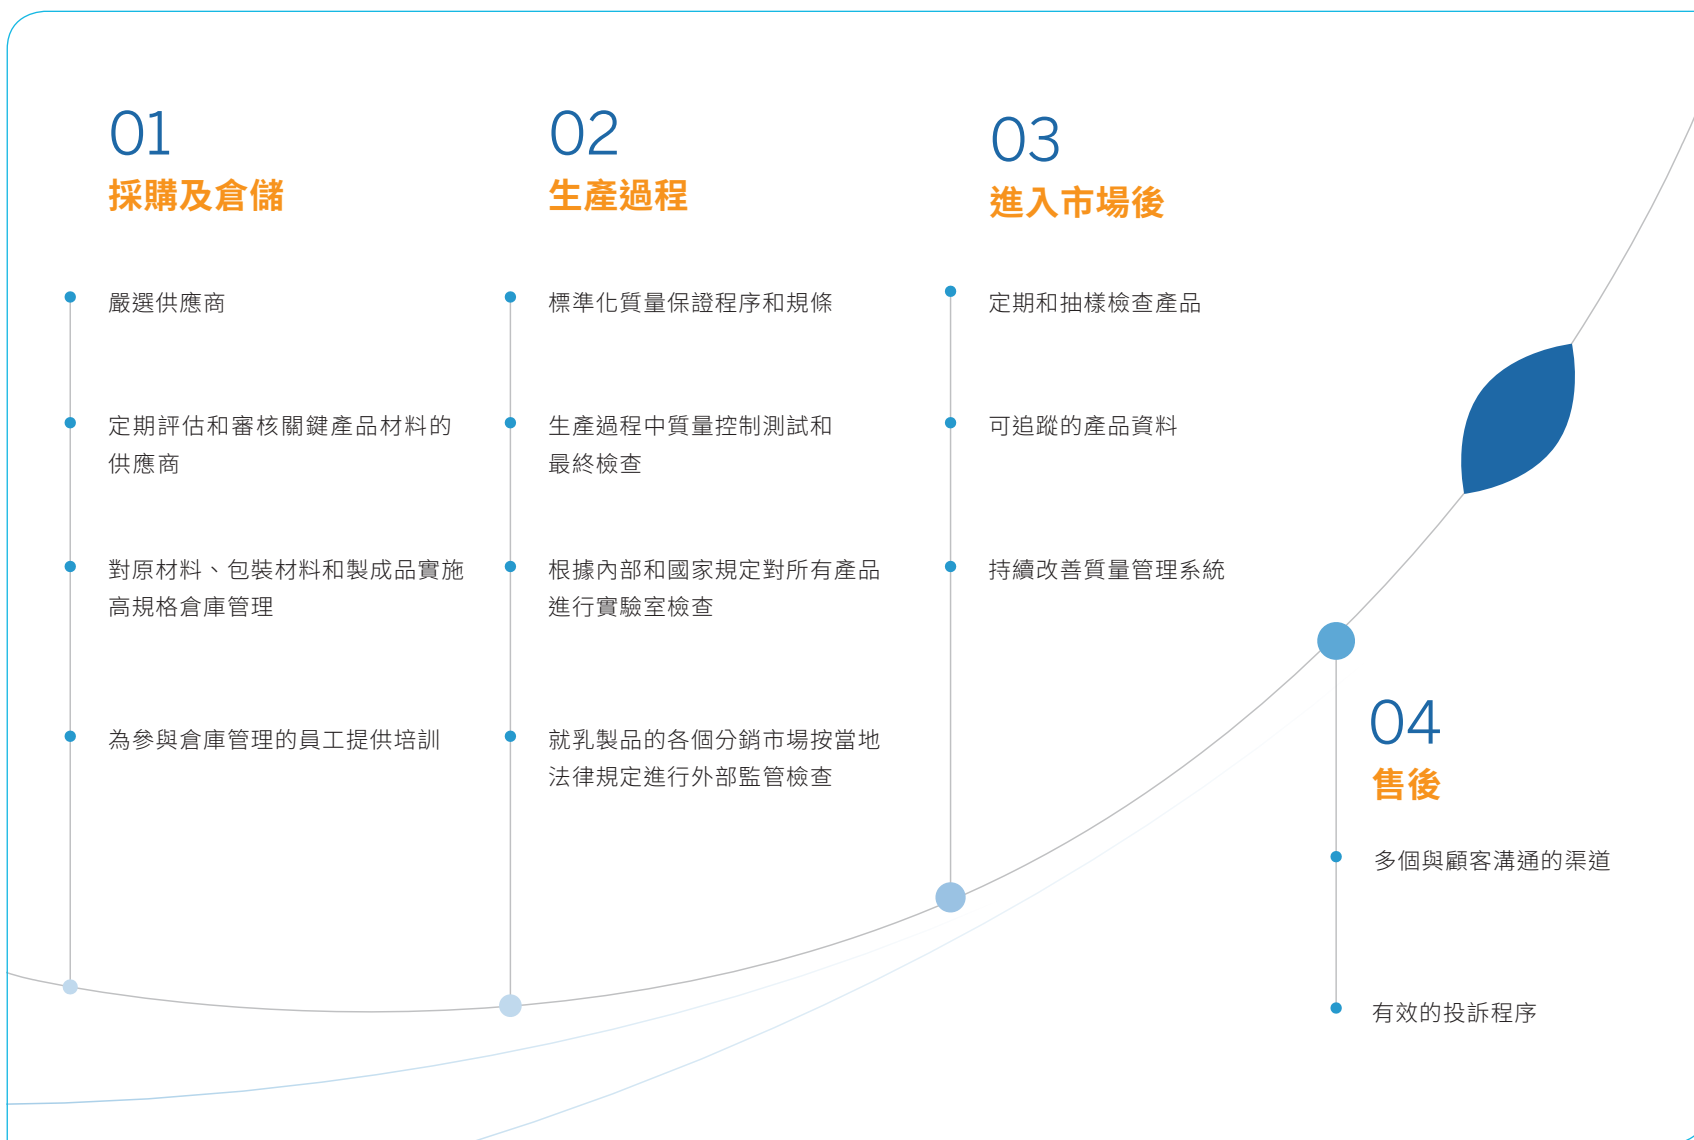 01
採購及倉儲
嚴選供應商
定期評估和審核關鍵產品材料的
供應商
對原材料、包裝材料和製成品實施
高規格倉庫管理
為參與倉庫管理的員工提供培訓
02
生產過程
標準化質量保證程序和規條
生產過程中質量控制測試和
最終檢查
根據內部和國家規定對所有產品
進行實驗室檢查
就乳製品的各個分銷市場按當地
法律規定進行外部監管檢查
03
進入市場後
定期和抽樣檢查產品
可追蹤的產品資料
持續改善質量管理系統
04
售後
多個與顧客溝通的渠道
有效的投訴程序